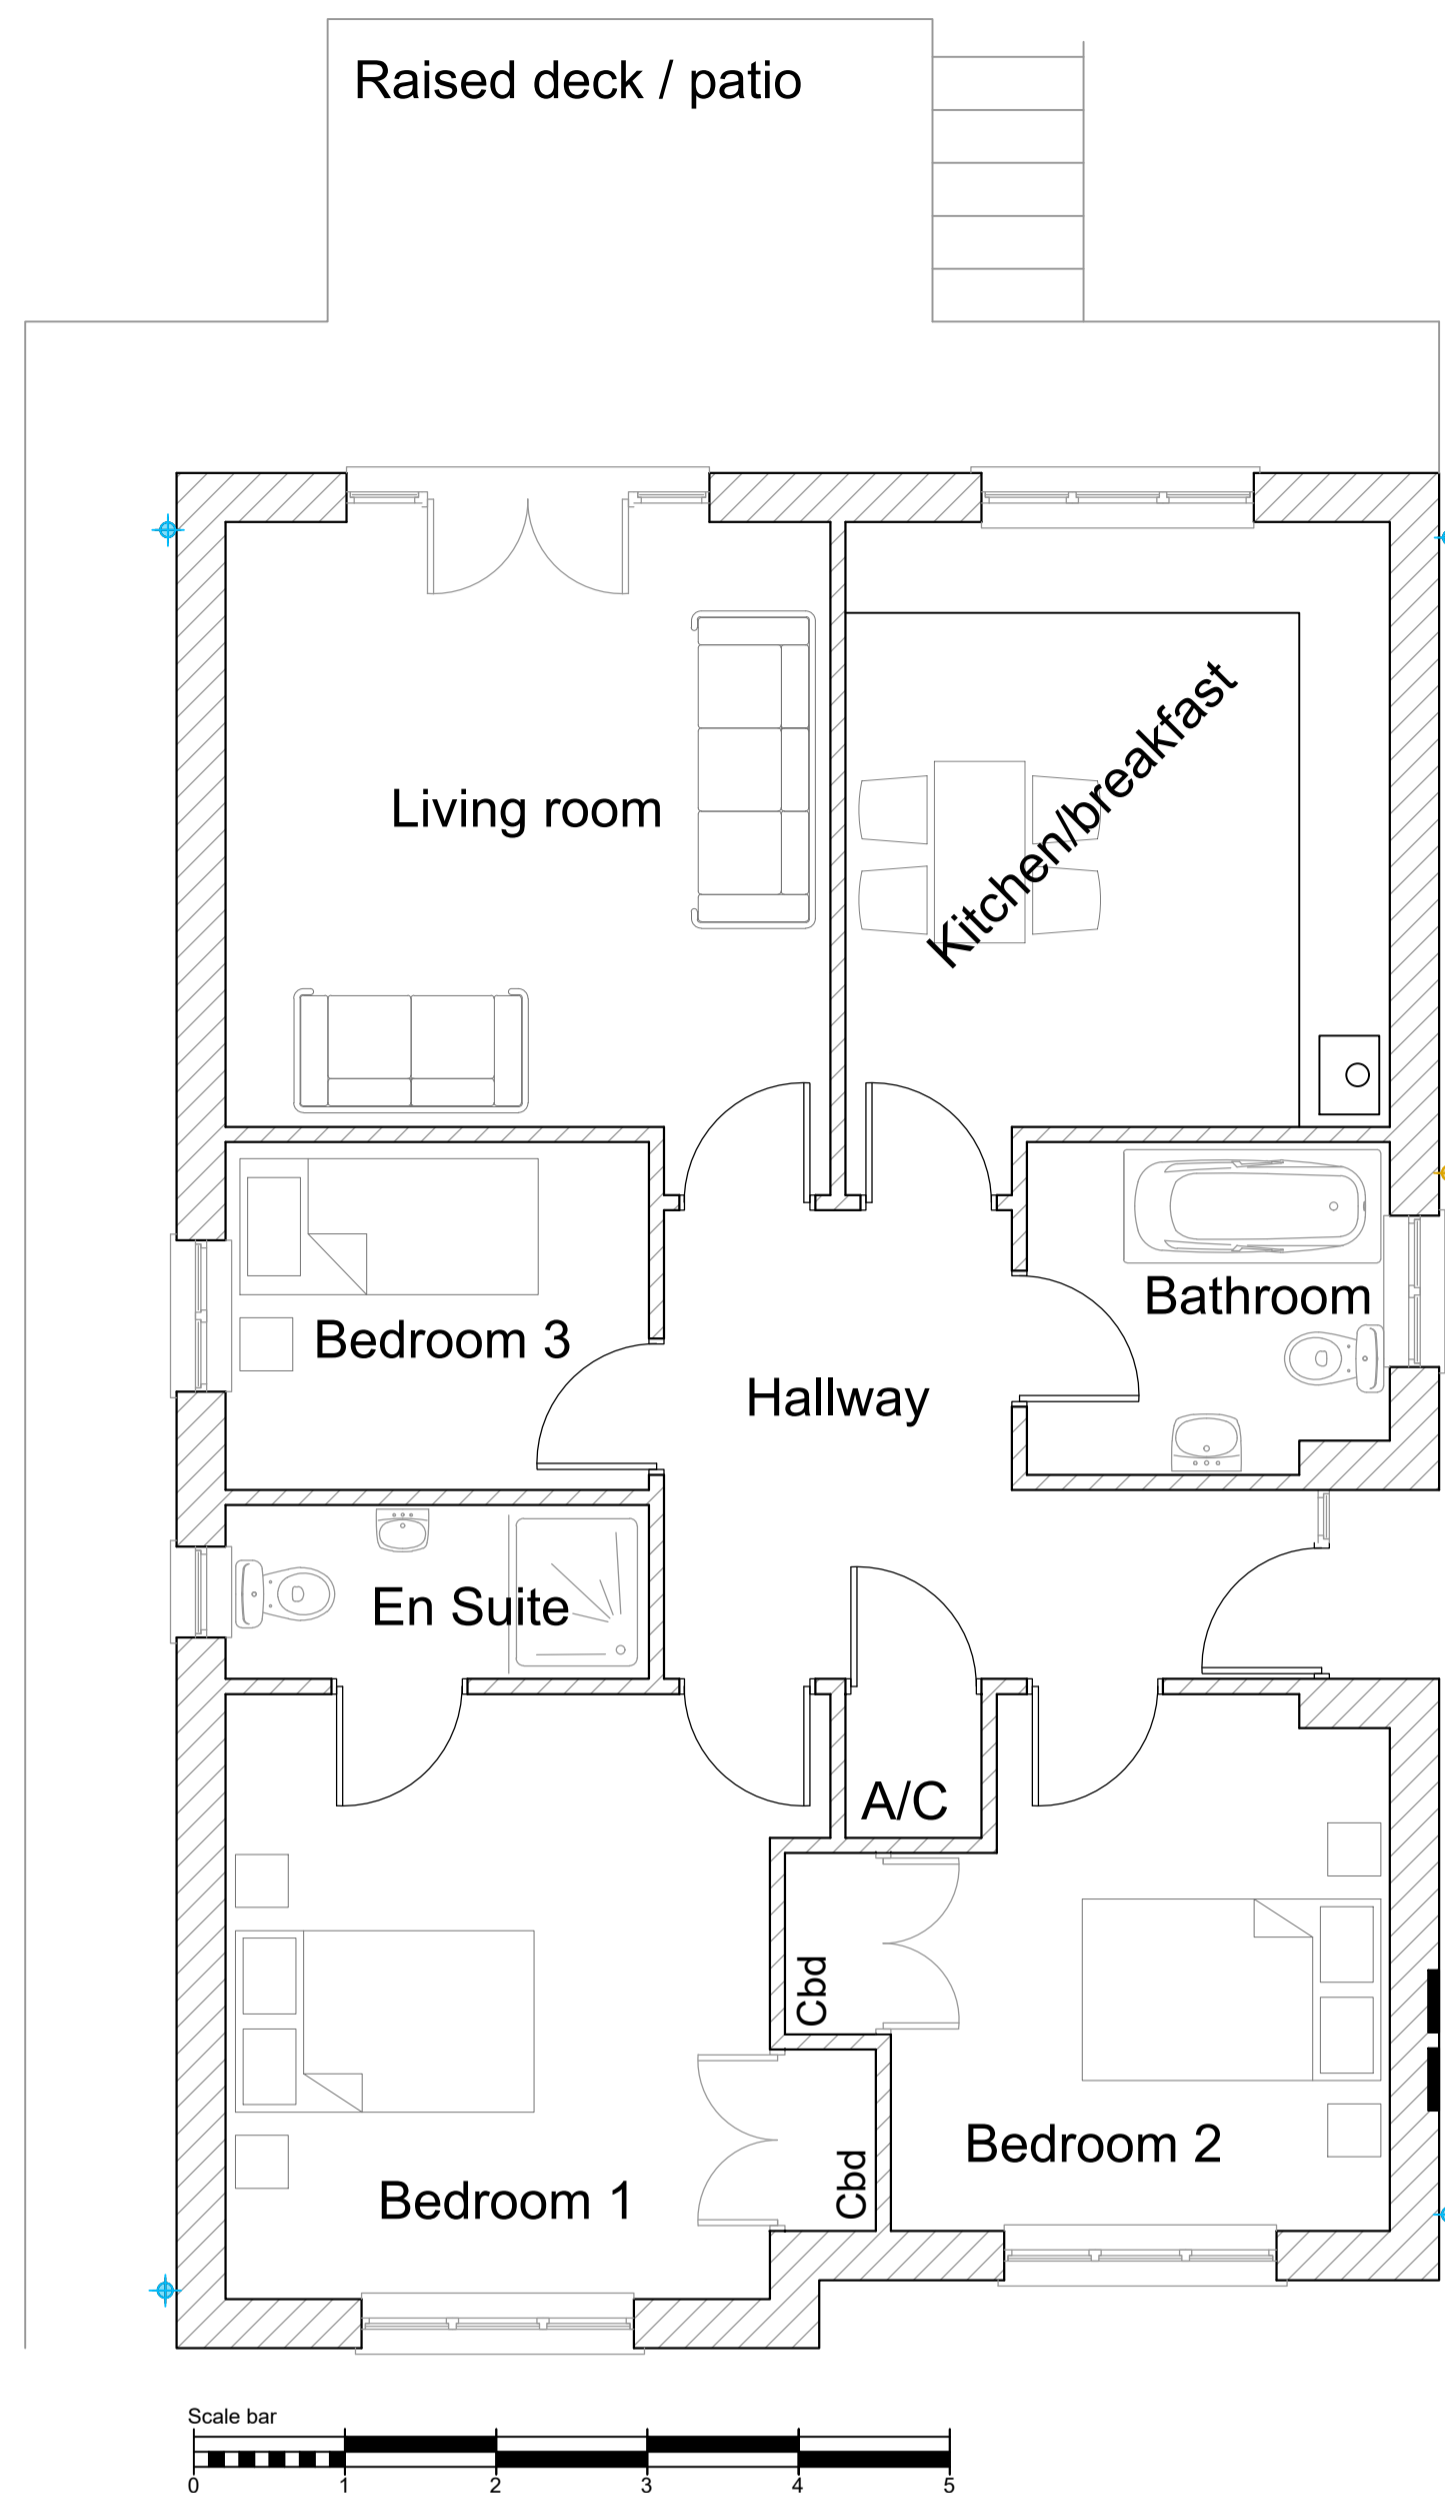 Raised deck / patio
Living room
Kitchen/breakfast
Bathroom
Bedroom 3
Hallway
En Suite
A/C
Cbd
Cbd
Bedroom 2
Bedroom 1
Scale bar
0 1 2 3 4 5